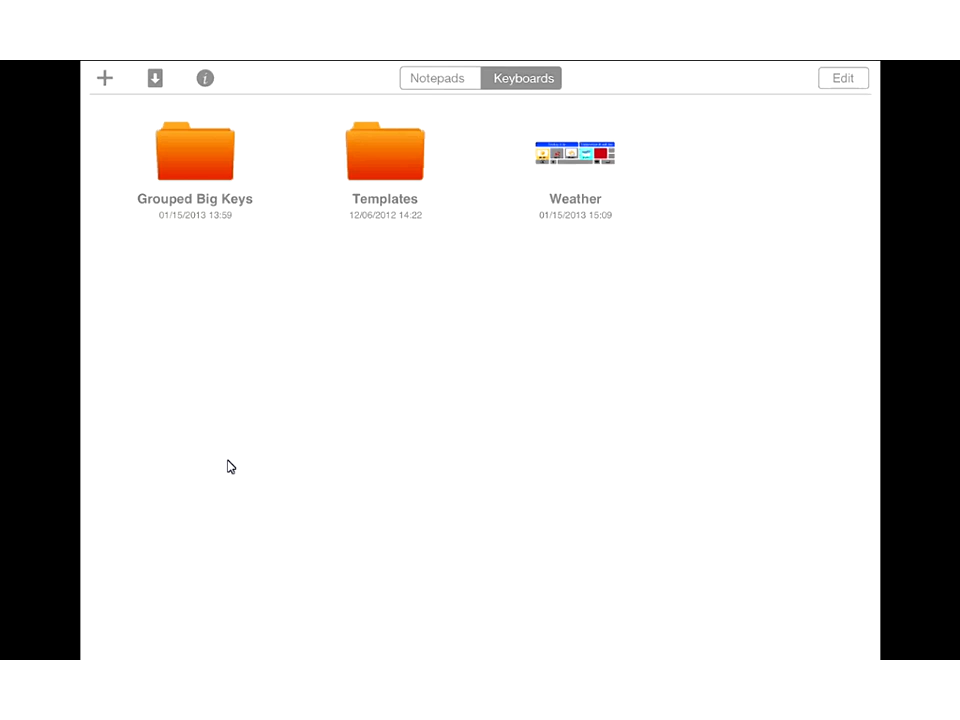 Notepads Keyboards Edit
Grouped Big Keys Templates Weather
01/15/2013 13:59 12/06/2012 14:22 01/15/2013 15:09